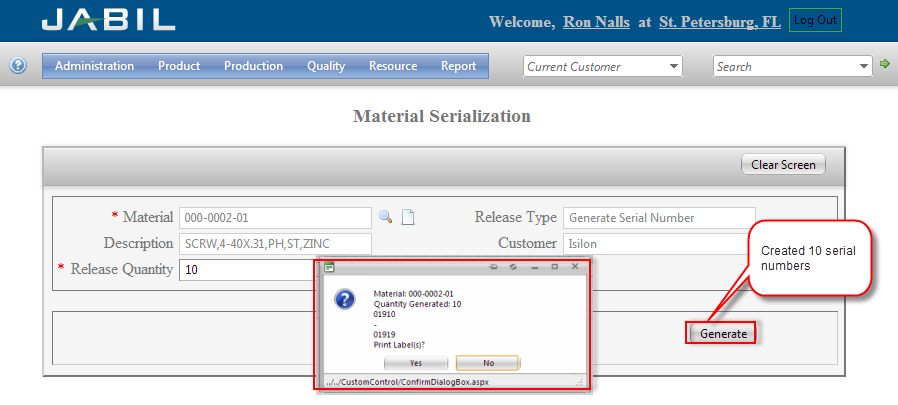 JABIL
Welcome, Ron Nalls at St. Petersburg, FL Log Out
Administration Product Production Quality Resource Report Current Customer Search
Material Serialization
Clear Screen
* Material 000-0002-01 Release Type Generate Serial Number
Description SCRW,4-40X.31,PH,ST,ZINC Customer Isilon
* Release Quantity 10
Created 10 serial
numbers
Material: 000-0002-01
Quantity Generated: 10
01910
-
01919
Print Label(s)?
Yes No
../../CustomControl/ConfirmDialogBox.aspx
Generate